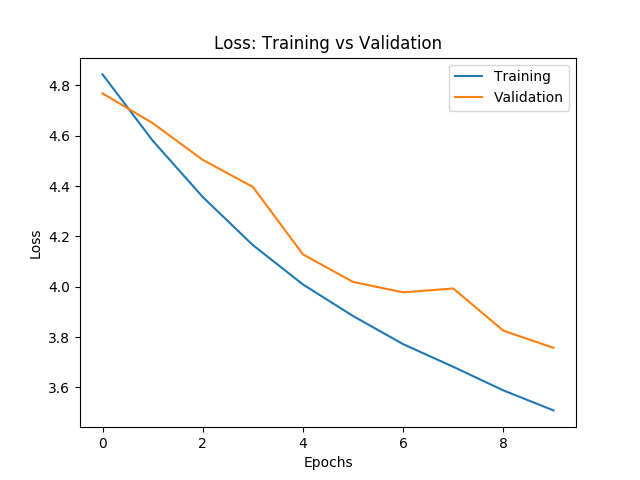 Loss: Training vs Validation
Training
Validation
Loss
4.8
4.6
4.4
4.2
4.0
3.8
3.6
0 2 4 6 8
Epochs